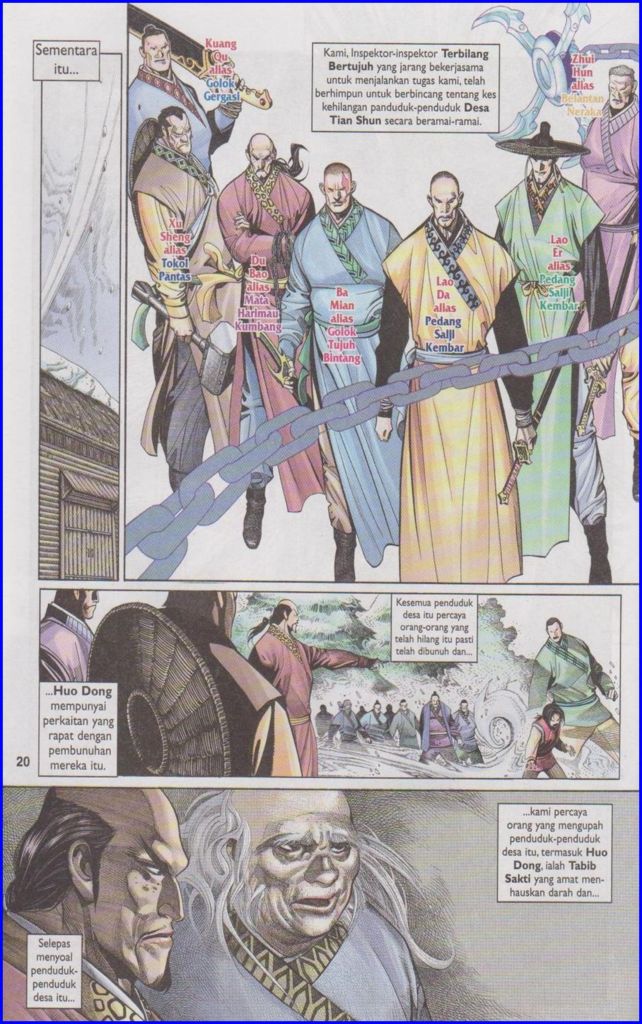 Sementara
itu...
Kuang
Qu
alias
Golok
Gergasi
Kami, Inspektor-inspektor Terbilang
Bertujuh yang jarang bekerjasama
untuk menjalankan tugas kami, telah
berhimpun untuk berbincang tentang kes
kehilangan panduduk-penduduk Desa
Tian Shun secara beramai-ramai.
Zhui
Hun
alias
Belantan
Neraka
Xu
Sheng
alias
Tokoi
Pantas
Du
Bao
alias
Mata
Harimau
Kumbang
Ba
Mian
alias
Golok
Tujuh
Bintang
Lao
Da
alias
Pedang
Salji
Kembar
Lao
Er
alias
Pedang
Salji
Kembar
Kesemua penduduk
desa itu percaya
orang-orang yang
telah hilang itu pasti
telah dibunuh dan...
...Huo Dong
mempunyai
perkaitan yang
rapat dengan
pembunuhan
mereka itu.
20
...kami percaya
orang yang mengupah
penduduk-penduduk
desa itu, termasuk Huo
Dong, ialah Tabib
Sakti yang amat men-
hauskan darah dan...
Selepas
menyoal
penduduk-
penduduk
desa itu...